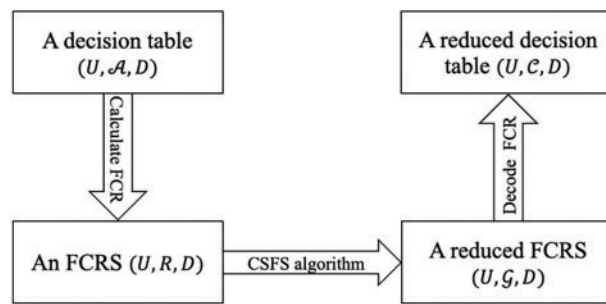 A decision table
(U, 𝒜, D)
A reduced decision
table (U, 𝒞, D)
Calculate FCR
Decode FCR
An FCRS (U, R, D)
CSFS algorithm
A reduced FCRS
(U, 𝒢, D)